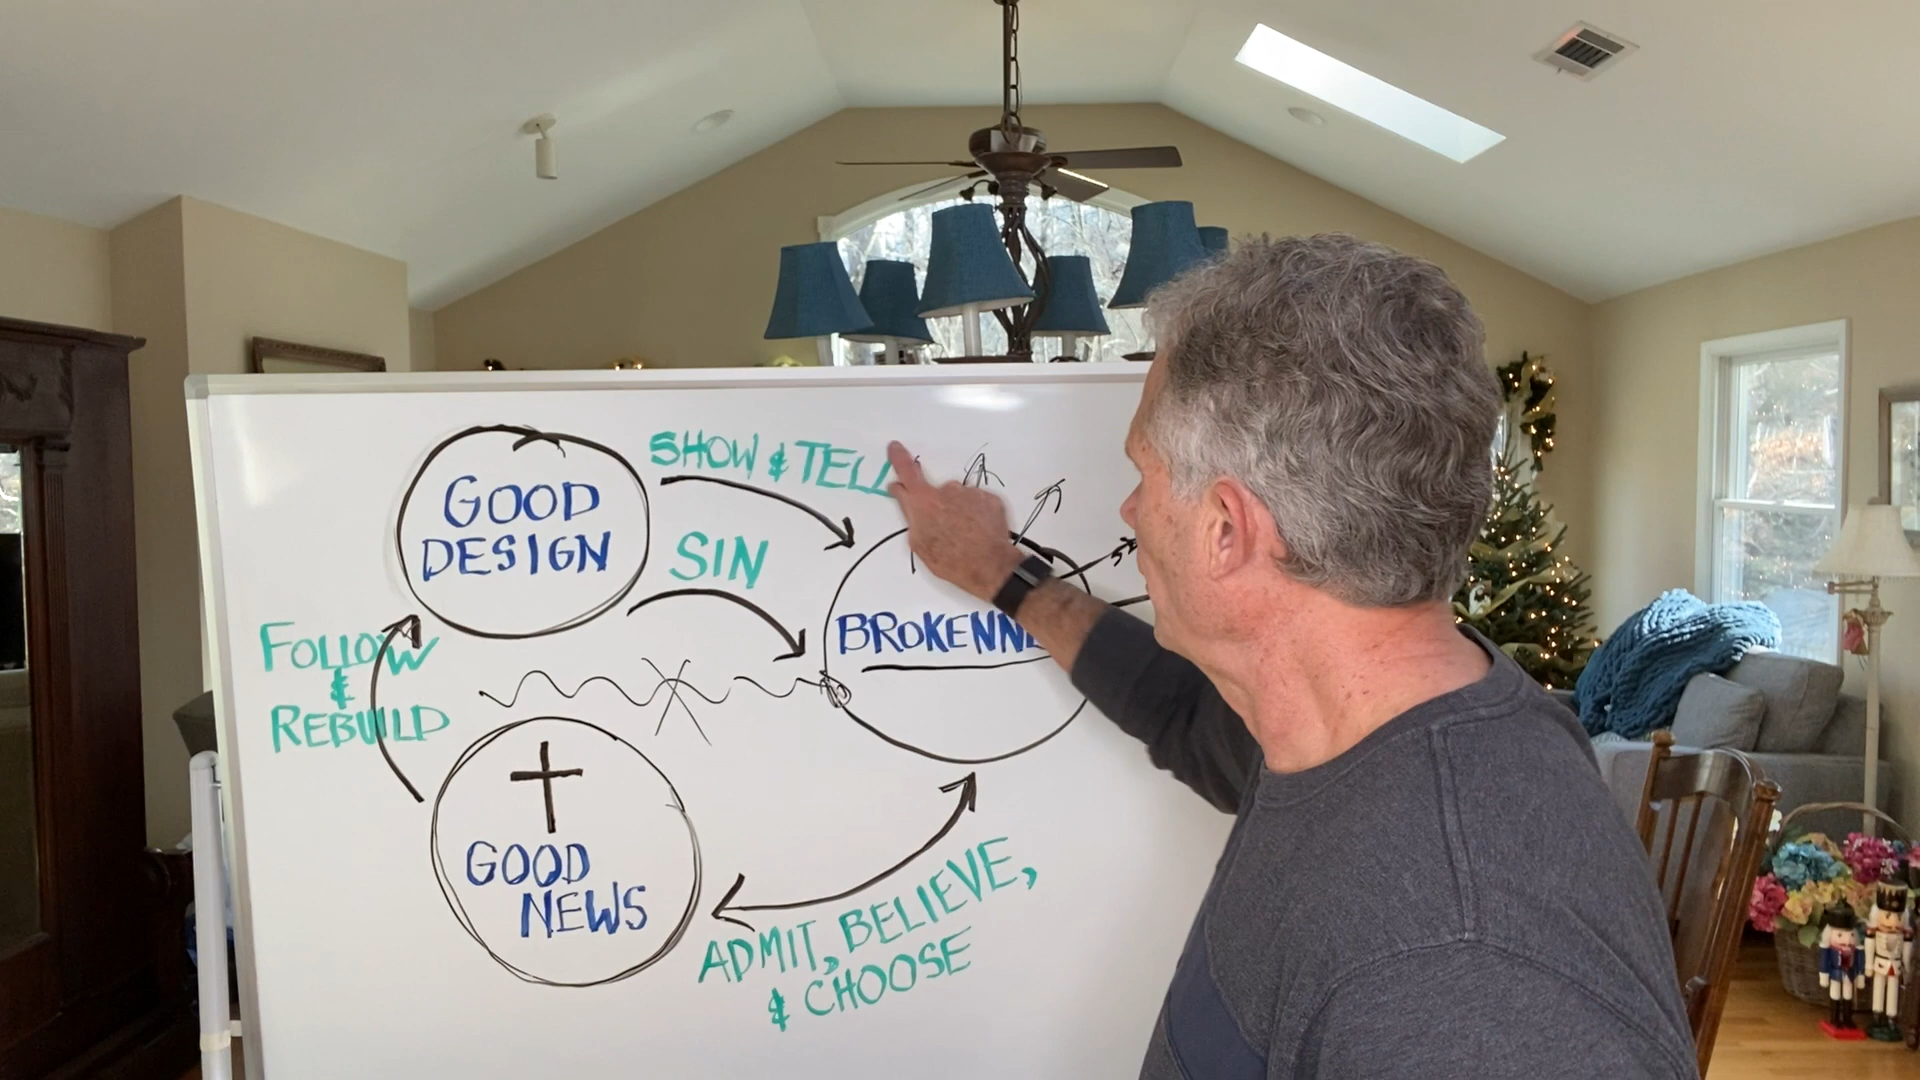 SHOW & TELL
GOOD
DESIGN
SIN
FOLLOW
&
REBUILD
GOOD
NEWS
ADMIT, BELIEVE,
& CHOOSE